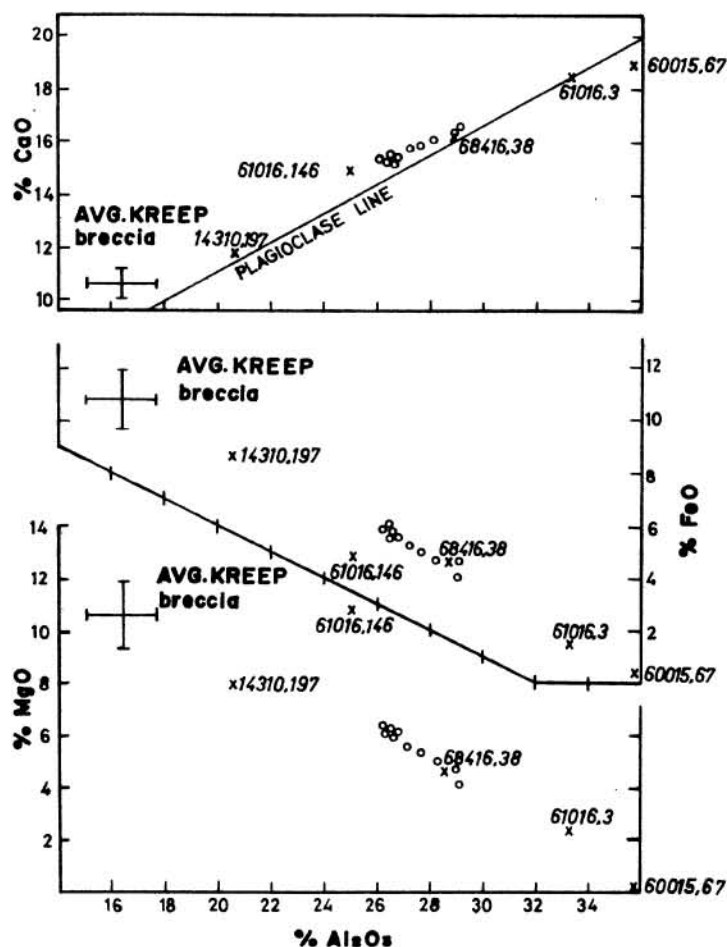 20
18
16
14
12
10
% CaO
60015,67
61016,3
68416,38
61016,146
AVG.KREEP
breccia
14310,197
PLAGIOCLASE LINE
AVG. KREEP
breccia
14310,197
12
10
8
6
4
2
% FeO
68416,38
61016,146
61016,3
60015,67
14
12
10
8
6
4
2
% MgO
AVG. KREEP
breccia
61016,146
14310,197
68416,38
61016,3
60015,67
16 18 20 22 24 26 28 30 32 34
% Al2O3